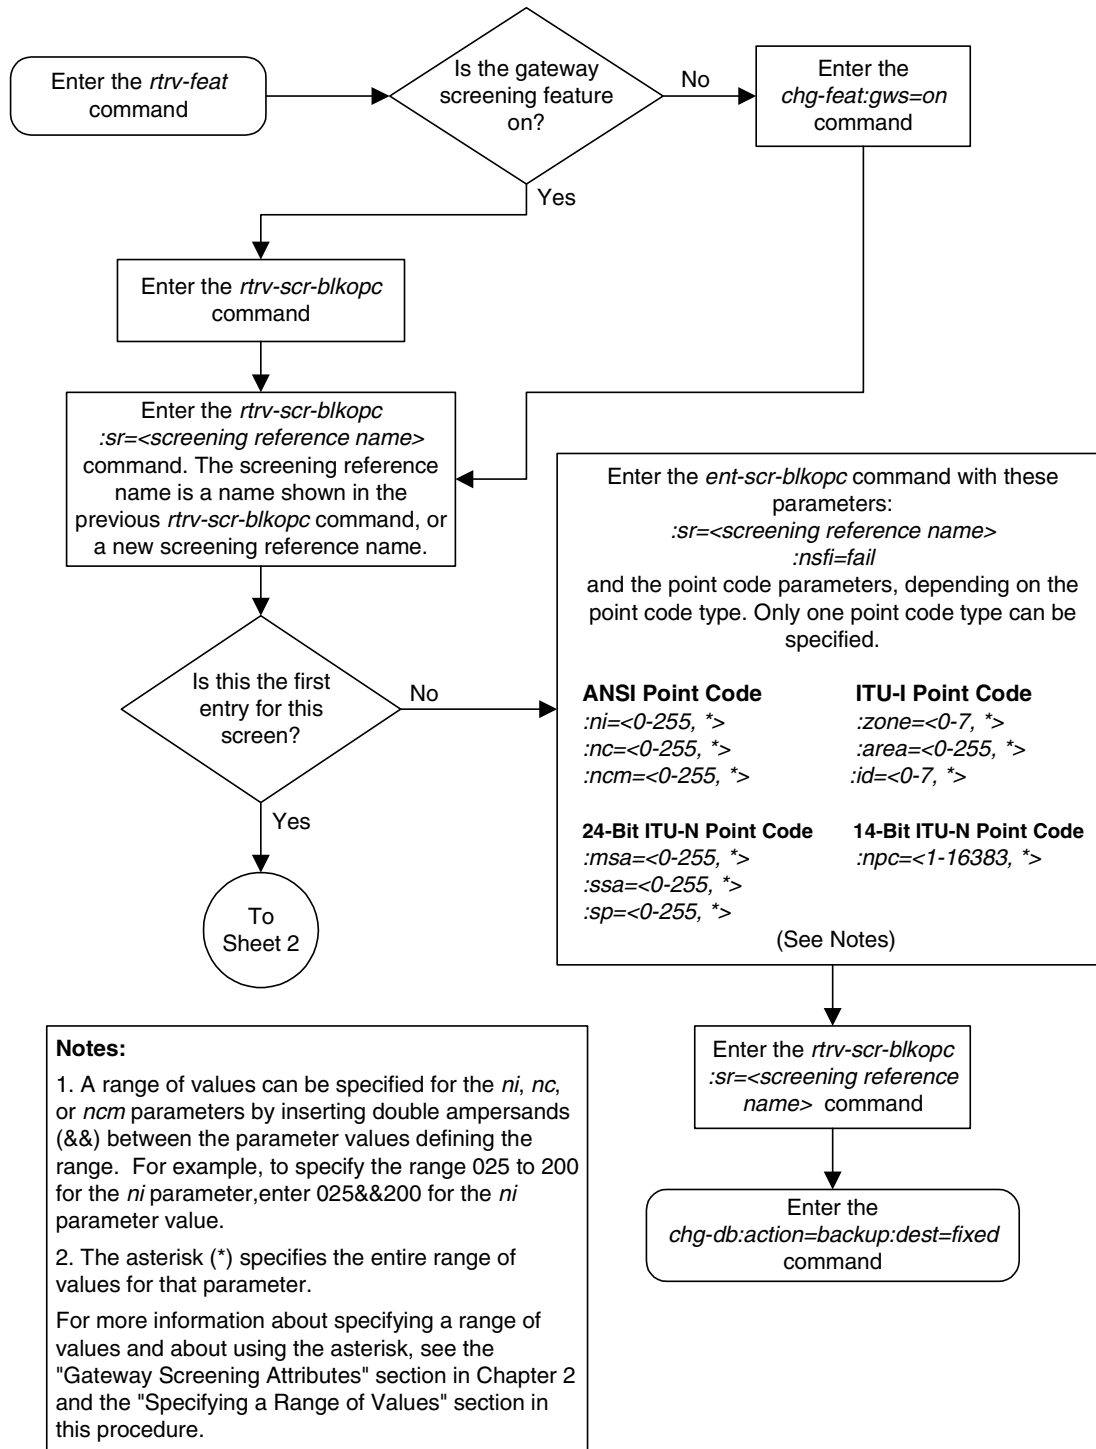 Enter the rtrv-feat
command
Is the gateway
screening feature
on?
No
Enter the
chg-feat:gws=on
command
Yes
Enter the rtrv-scr-blkopc
command
Enter the rtrv-scr-blkopc
:sr=<screening reference name>
command. The screening reference
name is a name shown in the
previous rtrv-scr-blkopc command, or
a new screening reference name.
Is this the first
entry for this
screen?
No
Yes
To
Sheet 2
Enter the ent-scr-blkopc command with these
parameters:
:sr=<screening reference name>
:nsfi=fail
and the point code parameters, depending on the
point code type. Only one point code type can be
specified.
ANSI Point Code
:ni=<0-255, *>
:nc=<0-255, *>
:ncm=<0-255, *>
ITU-I Point Code
:zone=<0-7, *>
:area=<0-255, *>
:id=<0-7, *>
24-Bit ITU-N Point Code
:msa=<0-255, *>
:ssa=<0-255, *>
:sp=<0-255, *>
14-Bit ITU-N Point Code
:npc=<1-16383, *>
(See Notes)
Enter the rtrv-scr-blkopc
:sr=<screening reference
name> command
Enter the
chg-db:action=backup:dest=fixed
command
Notes:
1. A range of values can be specified for the ni, nc,
or ncm parameters by inserting double ampersands
(&&) between the parameter values defining the
range. For example, to specify the range 025 to 200
for the ni parameter,enter 025&&200 for the ni
parameter value.
2. The asterisk (*) specifies the entire range of
values for that parameter.
For more information about specifying a range of
values and about using the asterisk, see the
"Gateway Screening Attributes" section in Chapter 2
and the "Specifying a Range of Values" section in
this procedure.